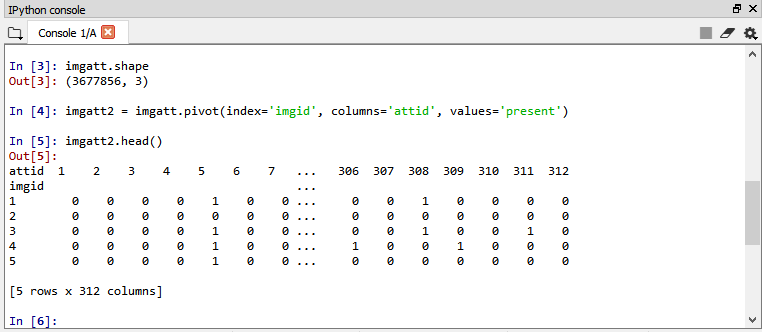 IPython console
Console 1/A
In [3]: imgatt.shape
Out[3]: (3677856, 3)
In [4]: imgatt2 = imgatt.pivot(index='imgid', columns='attid', values='present')
In [5]: imgatt2.head()
Out[5]:
attid 1 2 3 4 5 6 7 ... 306 307 308 309 310 311 312
imgid ...
1 0 0 0 0 1 0 0 ... 0 0 1 0 0 0 0
2 0 0 0 0 0 0 0 ... 0 0 0 0 0 0 0
3 0 0 0 0 1 0 0 ... 0 0 1 0 0 1 0
4 0 0 0 0 1 0 0 ... 1 0 0 1 0 0 0
5 0 0 0 0 1 0 0 ... 0 0 0 0 0 0 0
[5 rows x 312 columns]
In [6]: